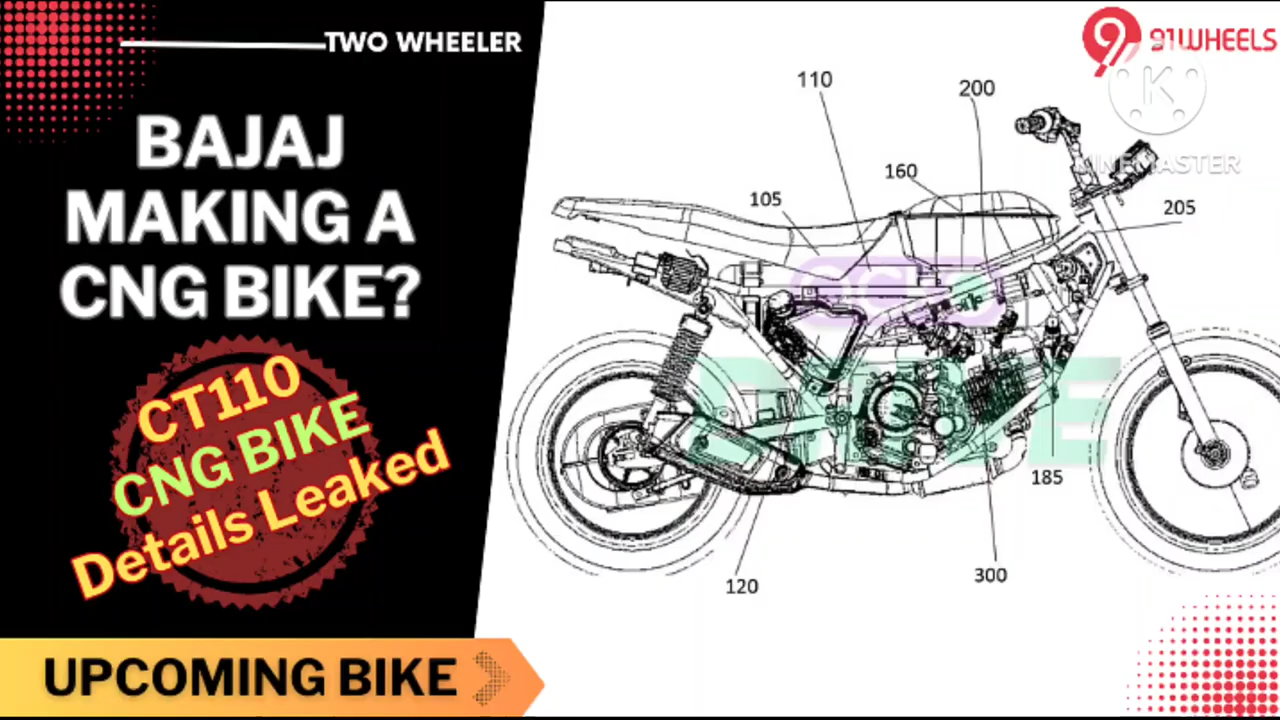 TWO WHEELER
91WHEELS
BAJAJ
MAKING A
CNG BIKE?
CT110
CNG BIKE
Details Leaked
UPCOMING BIKE
110
200
160
105
205
185
120
300
K
KINEMASTER